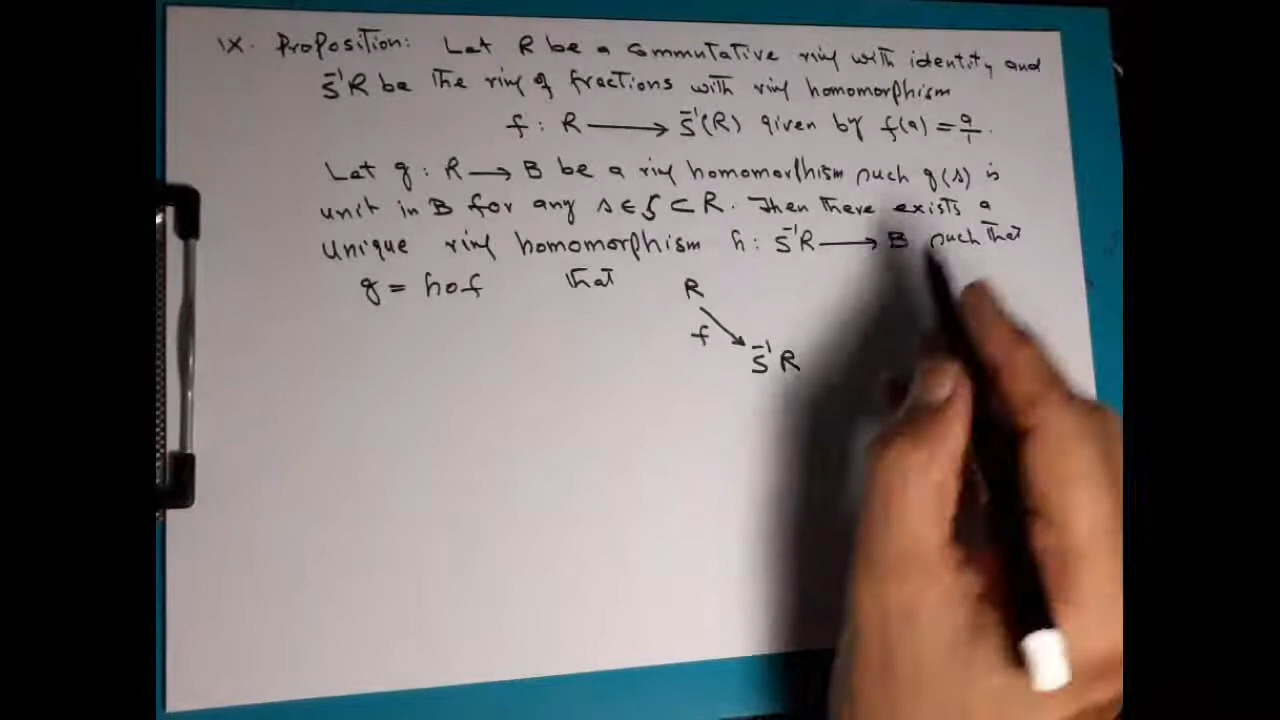 IX. Proposition: Let R be a commutative ring with identity and
S⁻¹R be the ring of fractions with ring homomorphism
f : R ⟶ S⁻¹(R) given by f(a) = a/1.
Let g : R ⟶ B be a ring homomorphism such g(s) is
unit in B for any s ∈ S ⊂ R. Then there exists a
unique ring homomorphism h : S⁻¹R ⟶ B such that
g = hof that
R
f
S⁻¹R